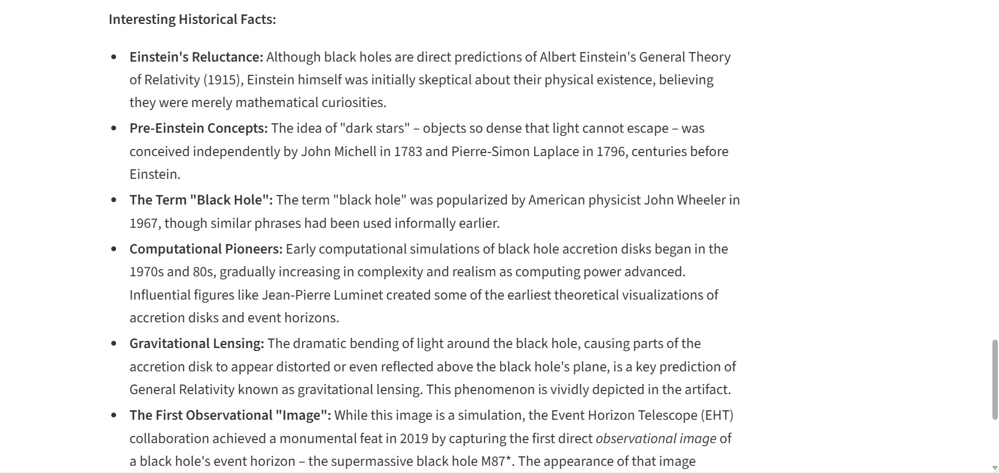 Interesting Historical Facts:
• Einstein's Reluctance: Although black holes are direct predictions of Albert Einstein's General Theory
of Relativity (1915), Einstein himself was initially skeptical about their physical existence, believing
they were merely mathematical curiosities.
• Pre-Einstein Concepts: The idea of "dark stars" – objects so dense that light cannot escape – was
conceived independently by John Michell in 1783 and Pierre-Simon Laplace in 1796, centuries before
Einstein.
• The Term "Black Hole": The term "black hole" was popularized by American physicist John Wheeler in
1967, though similar phrases had been used informally earlier.
• Computational Pioneers: Early computational simulations of black hole accretion disks began in the
1970s and 80s, gradually increasing in complexity and realism as computing power advanced.
Influential figures like Jean-Pierre Luminet created some of the earliest theoretical visualizations of
accretion disks and event horizons.
• Gravitational Lensing: The dramatic bending of light around the black hole, causing parts of the
accretion disk to appear distorted or even reflected above the black hole's plane, is a key prediction of
General Relativity known as gravitational lensing. This phenomenon is vividly depicted in the artifact.
• The First Observational "Image": While this image is a simulation, the Event Horizon Telescope (EHT)
collaboration achieved a monumental feat in 2019 by capturing the first direct observational image of
a black hole's event horizon – the supermassive black hole M87*. The appearance of that image